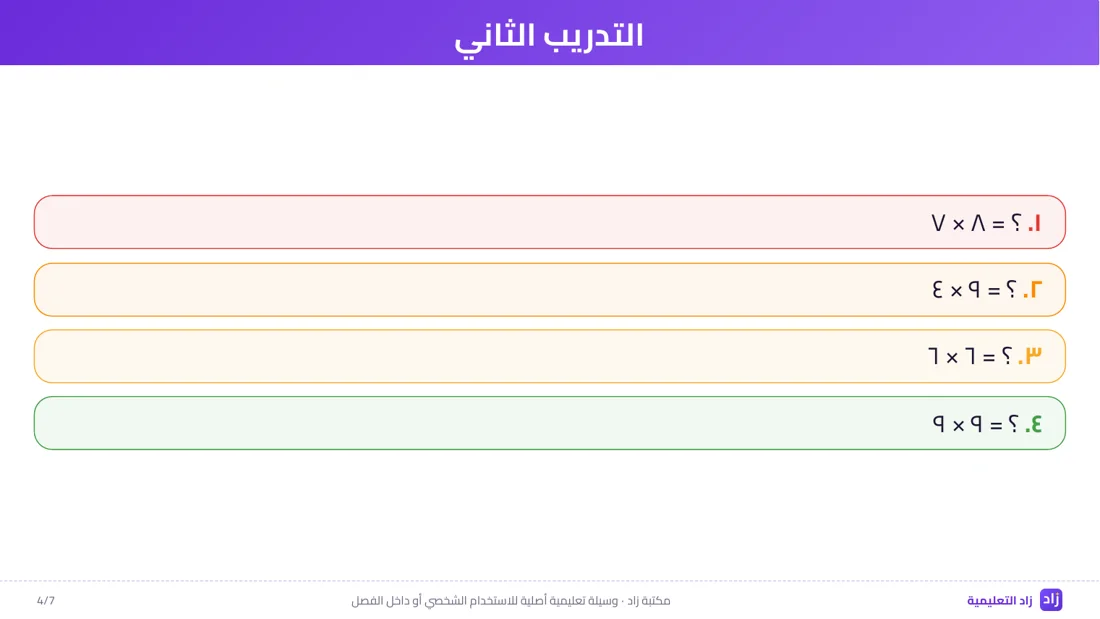 التدريب الثاني
١. ٧ × ٨ = ؟
٢. ٤ × ٩ = ؟
٣. ٦ × ٦ = ؟
٤. ٩ × ٩ = ؟
زاد زاد التعليمية
مكتبة زاد · وسيلة تعليمية أصلية للاستخدام الشخصي أو داخل الفصل
4/7